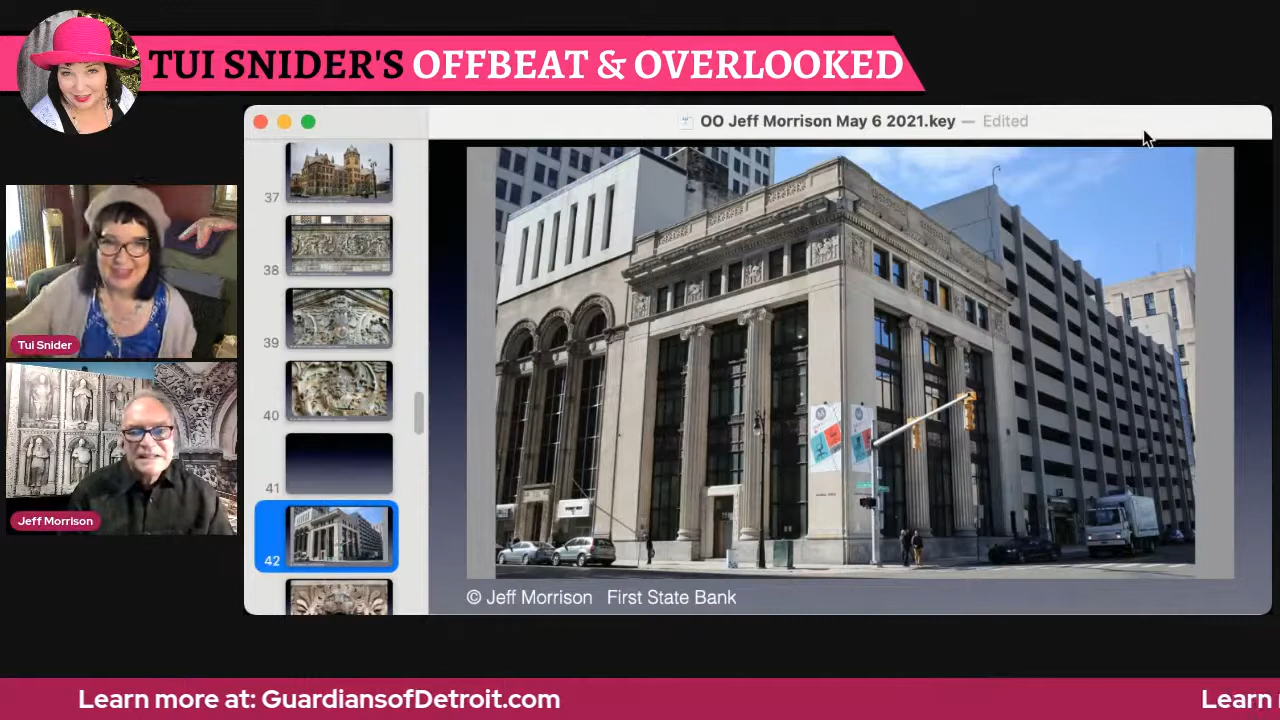 TUI SNIDER'S OFFBEAT & OVERLOOKED
OO Jeff Morrison May 6 2021.key — Edited
37
38
39
40
41
42
Tui Snider
Jeff Morrison
© Jeff Morrison First State Bank
Learn more at: GuardiansofDetroit.com
Learn